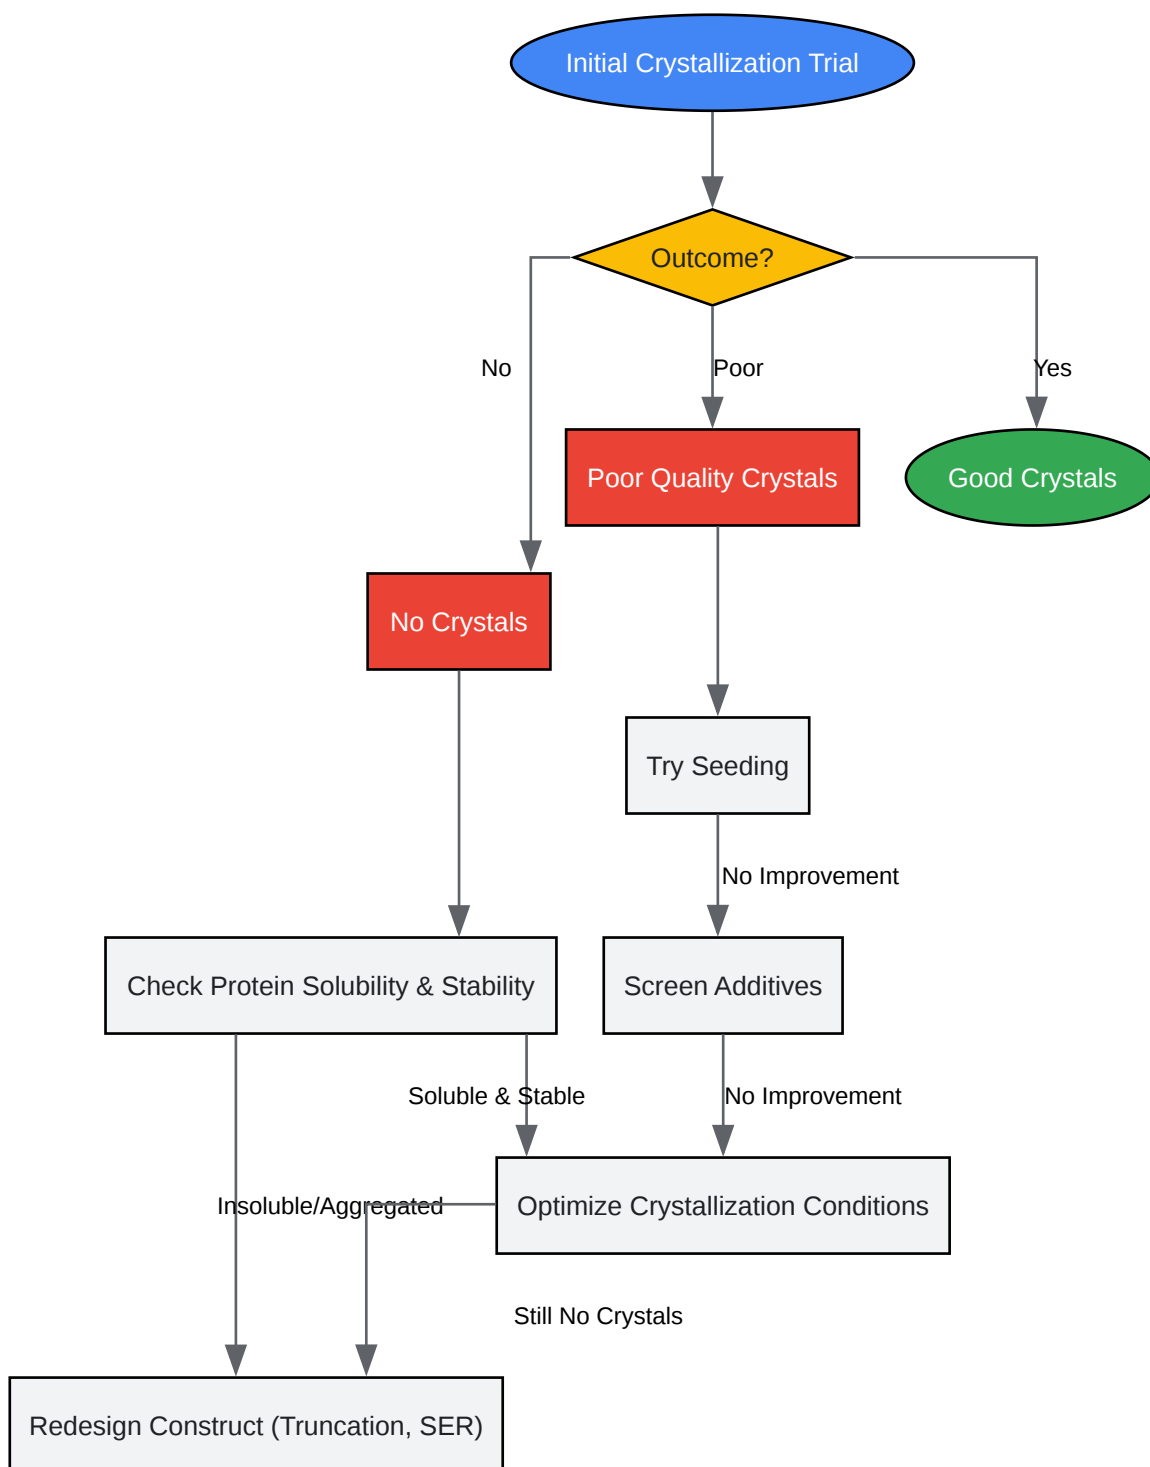 Initial Crystallization Trial
Outcome?
No
Poor
Yes
Poor Quality Crystals
Good Crystals
No Crystals
Try Seeding
No Improvement
Check Protein Solubility & Stability
Screen Additives
Soluble & Stable
No Improvement
Insoluble/Aggregated
Optimize Crystallization Conditions
Still No Crystals
Redesign Construct (Truncation, SER)